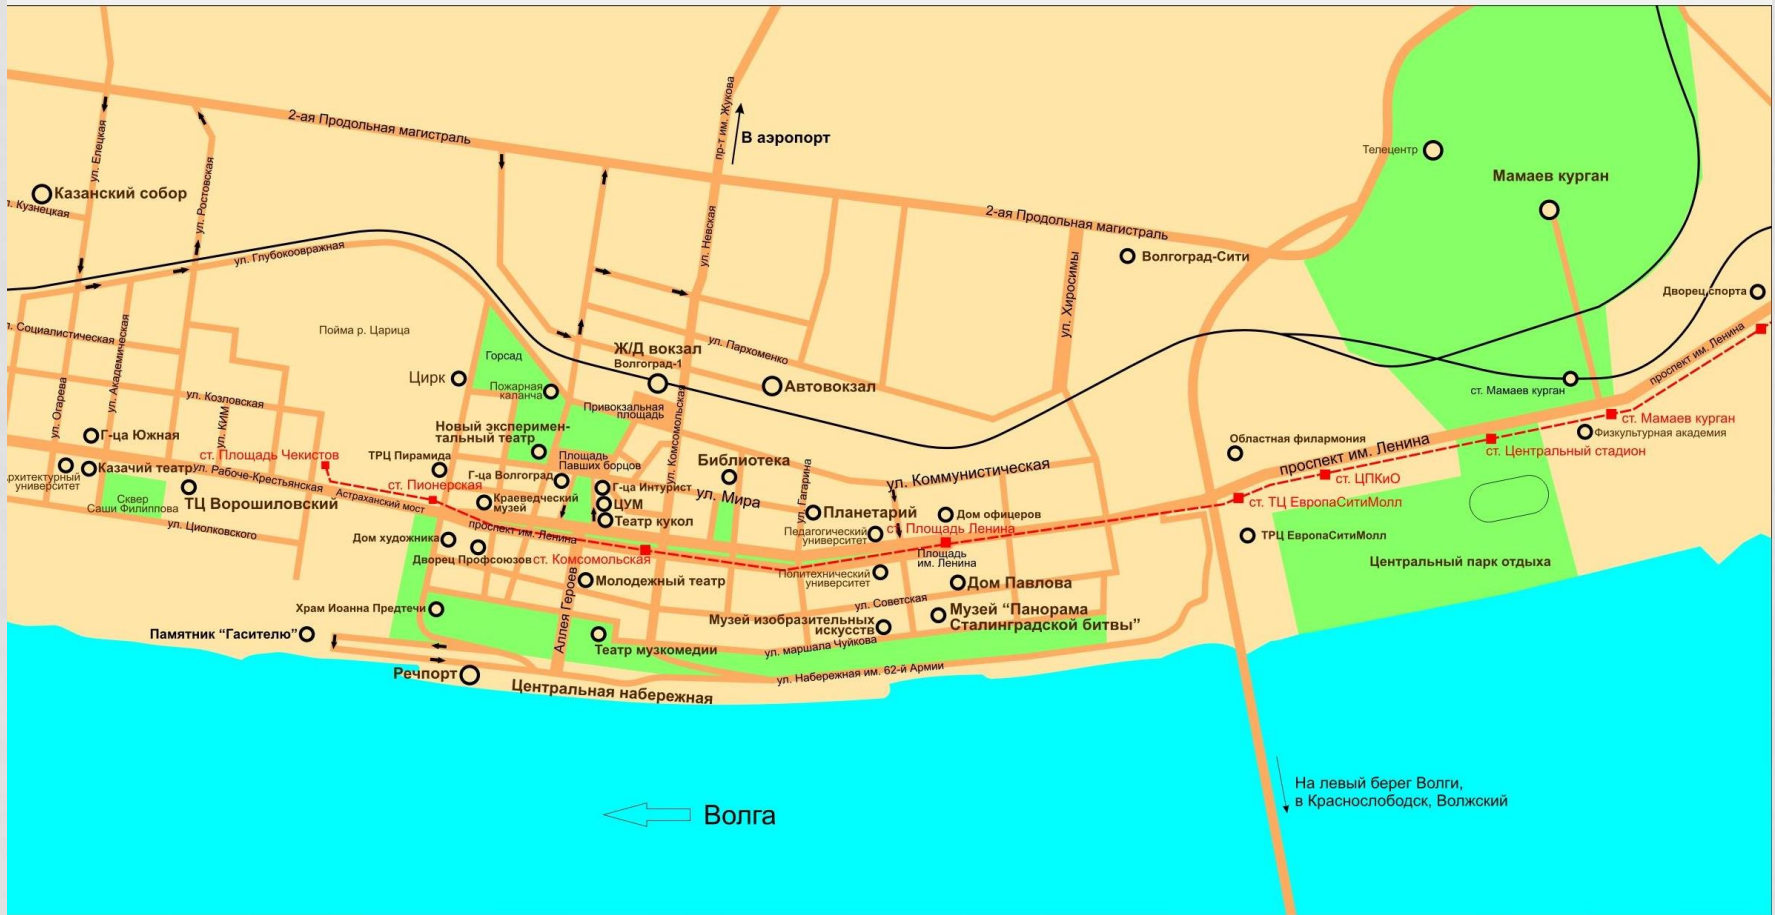 2-ая Продольная магистраль
пр-т им. Жукова
В аэропорт
ул. Елецкая
ул. Ростовская
Казанский собор
Кузнецкая
ул. Глубокоовражная
ул. Невская
2-ая Продольная магистраль
Волгоград-Сити
ул. Хиросимы
Телецентр
Мамаев курган
Дворец спорта
Социалистическая
ул. Академическая
ул. Огарева
ул. Козловская
ул. КИМ
Пойма р. Царица
Горсад
Цирк
Пожарная
каланча
Ж/Д вокзал
Волгоград-1
ул. Пархоменко
Автовокзал
Привокзальная
площадь
ул. Комсомольская
проспект им. Ленина
ст. Мамаев курган
ст. Мамаев курган
Физкультурная академия
Г-ца Южная
Казачий театр
университет
Сквер
Саши Филиппова
ст. Площадь Чекистов
ул. Рабоче-Крестьянская
ТЦ Ворошиловский
ул. Циолковского
Астраханский мост
Новый эксперимен-
тальный театр
ТРЦ Пирамида
ст. Пионерская
Г-ца Волгоград
Краеведческий
музей
Площадь
Павших борцов
Г-ца Интурист
ЦУМ
Театр кукол
Библиотека
ул. Мира
ул. Гагарина
ул. Коммунистическая
Планетарий
Педагогический
университет
Дом офицеров
ст. Площадь Ленина
Площадь
им. Ленина
Областная филармония
проспект им. Ленина
ст. Центральный стадион
ст. ЦПКиО
ст. ТЦ ЕвропаСитиМолл
ТРЦ ЕвропаСитиМолл
Центральный парк отдыха
проспект им. Ленина
Дом художника
Дворец Профсоюзов
ст. Комсомольская
Молодежный театр
Аллея Героев
Политехнический
университет
Дом Павлова
ул. Советская
Музей “Панорама
Сталинградской битвы”
Музей изобразительных
искусств
ул. маршала Чуйкова
ул. Набережная им. 62-й Армии
Храм Иоанна Предтечи
Памятник “Гасителю”
Театр музкомедии
Речпорт
Центральная набережная
На левый берег Волги,
в Краснослободск, Волжский
Волга